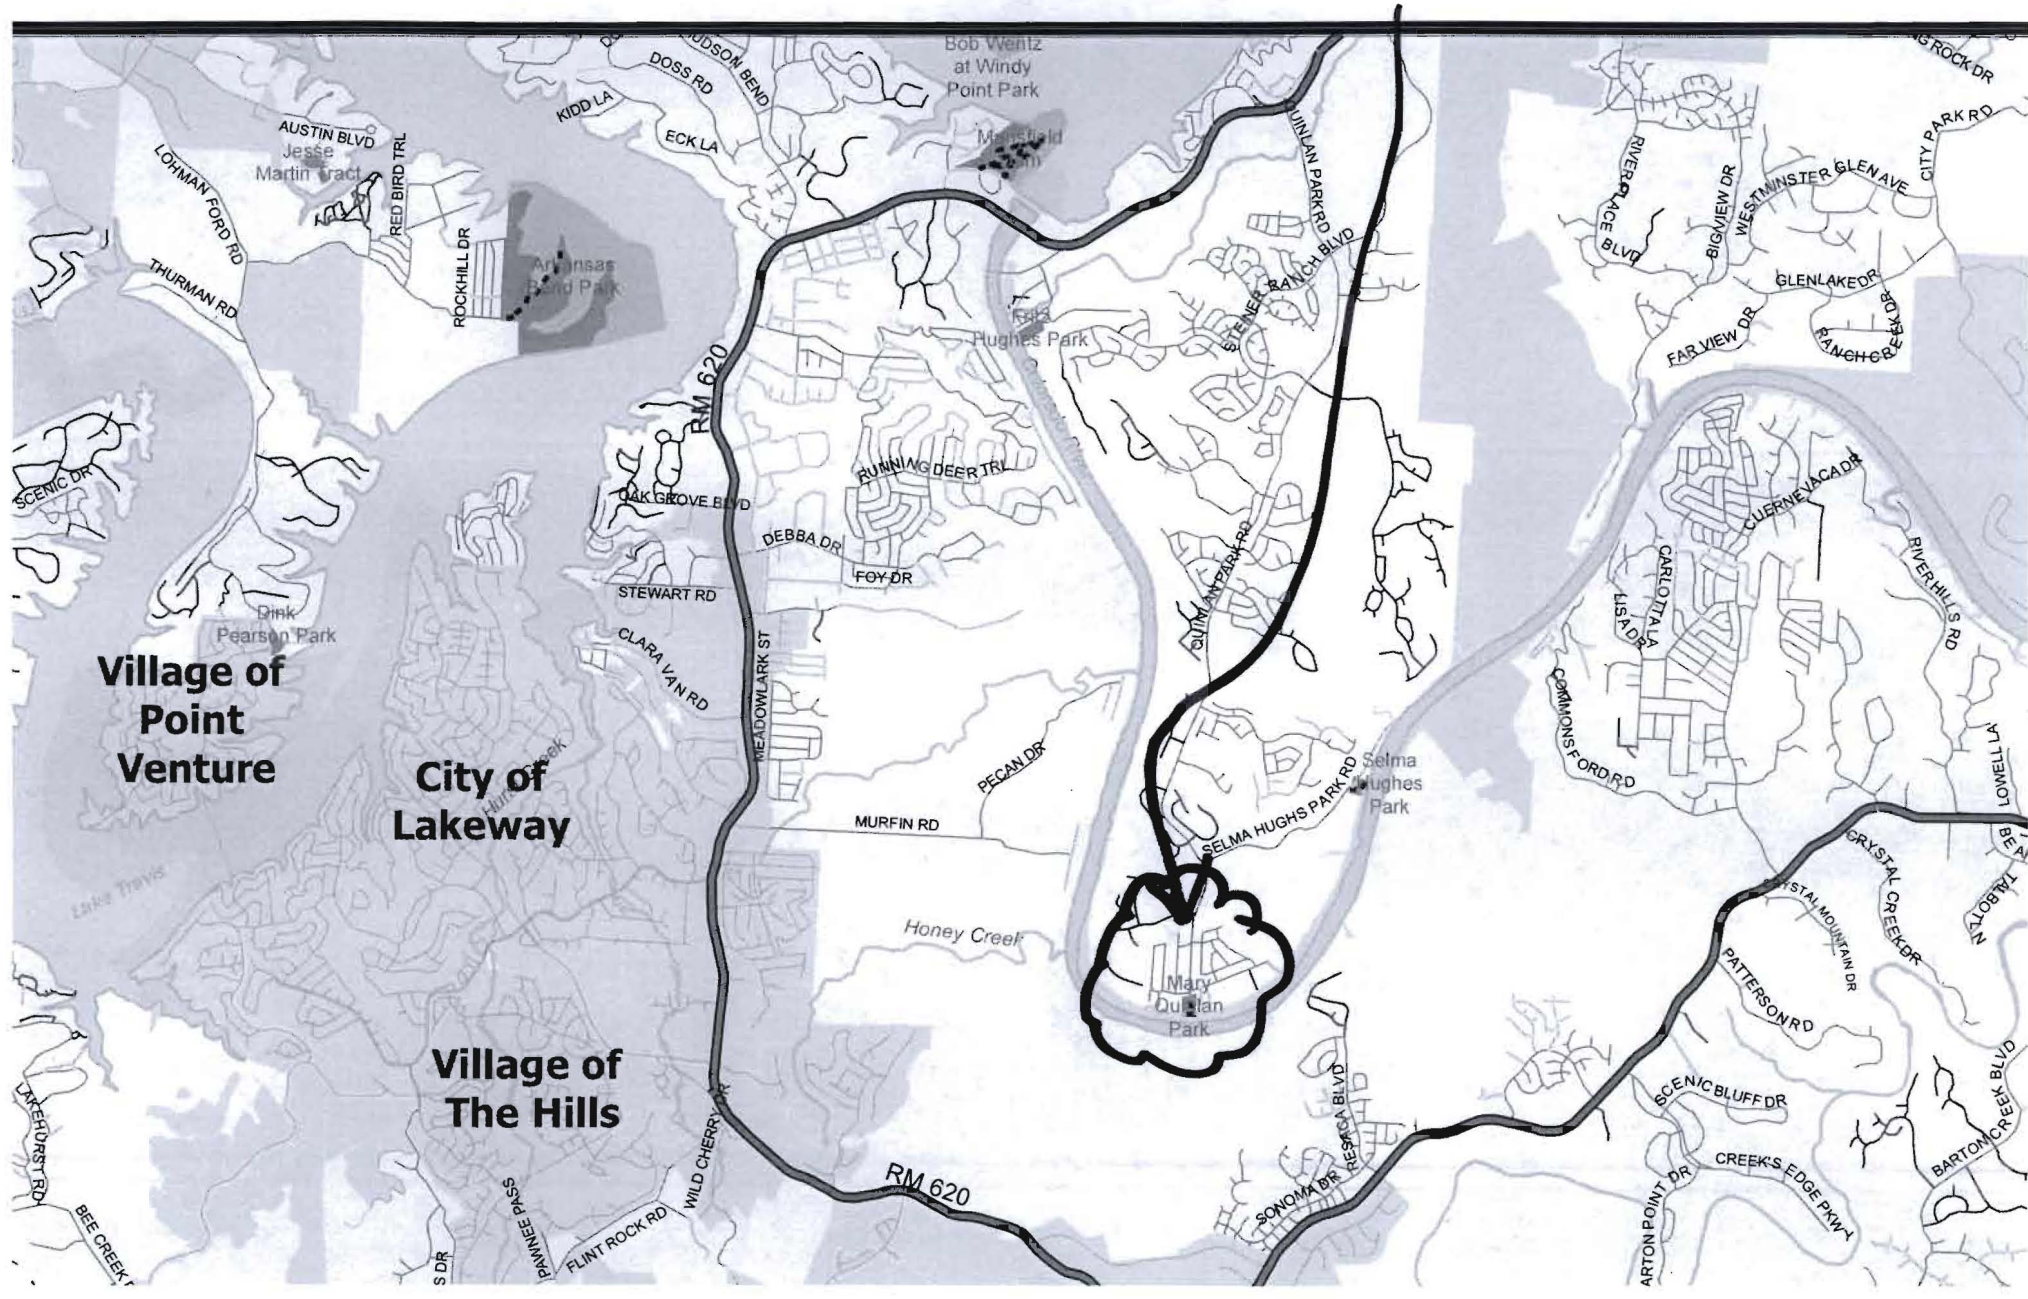 Bob Wentz
at Windy
Point Park
HUDSON BEND
DOSS RD
KIDD LA
ECK LA
AUSTIN BLVD
Jesse
Martin Tract
RED BIRD TRL
LOHMAN FORD RD
THURMAN RD
ROCKHILL DR
Arkansas
Bend Park
Mansfield
QUINLAN PARK RD
STEINER RANCH BLVD
Hughes Park
CITY PARK RD
RIVER PLACE
BLVD
BIG VIEW DR
WESTMINSTER GLEN AVE
GLENLAKE DR
FAR VIEW DR
RANCH CREEK DR
RM 620
SCENIC DR
OAK GROVE BLVD
RUNNING DEER TRL
DEBBA DR
FOY DR
STEWART RD
CLARA VAN RD
MEADOWLARK ST
Colorado River
QUINLAN PARK RD
CUERNEVACA DR
CARLOTTA LA
LISA DR
RIVER HILLS RD
COMMONS FORD RD
LOWELL LA
Dink
Pearson Park
Village of
Point
Venture
City of
Lakeway
PECAN DR
MURFIN RD
Selma
Hughes
Park
SELMA HUGHS PARK RD
Lake Travis
Honey Creek
Mary
Quinlan
Park
CRYSTAL CREEK DR
CRYSTAL MOUNTAIN DR
N TALBOTT
PATTERSON RD
Village of
The Hills
WILD CHERRY DR
RESACA BLVD
SONOMA DR
SCENIC BLUFF DR
CREEK'S EDGE PKWY
BARTON CREEK BLVD
ARTON POINT DR
LAKEHURST RD
BEE CREEK
S DR
PAWNEE PASS
FLINT ROCK RD
RM 620